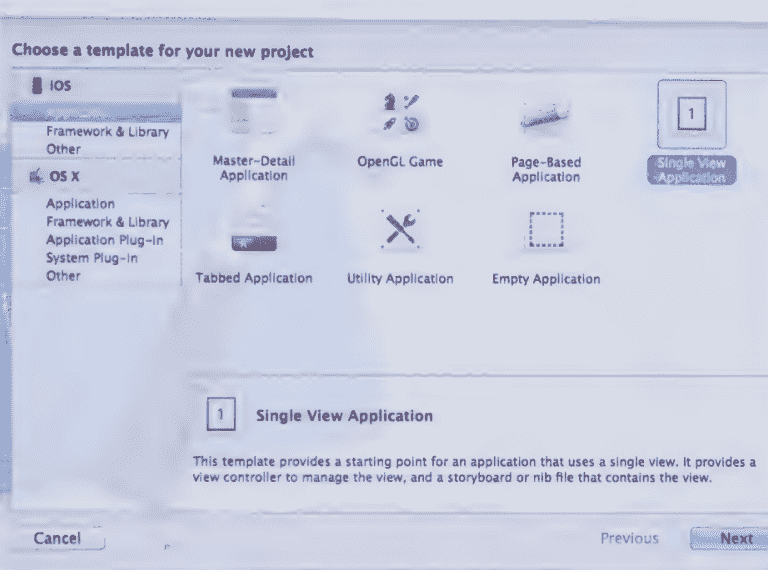 Choose a template for your new project
iOS
Framework & Library
Other
OS X
Application
Framework & Library
Application Plug-in
System Plug-in
Other
Master-Detail
Application
OpenGL Game
Page-Based
Application
1
Single View
Application
Tabbed Application
Utility Application
Empty Application
1
Single View Application
This template provides a starting point for an application that uses a single view. It provides a
view controller to manage the view, and a storyboard or nib file that contains the view.
Cancel
Previous
Next